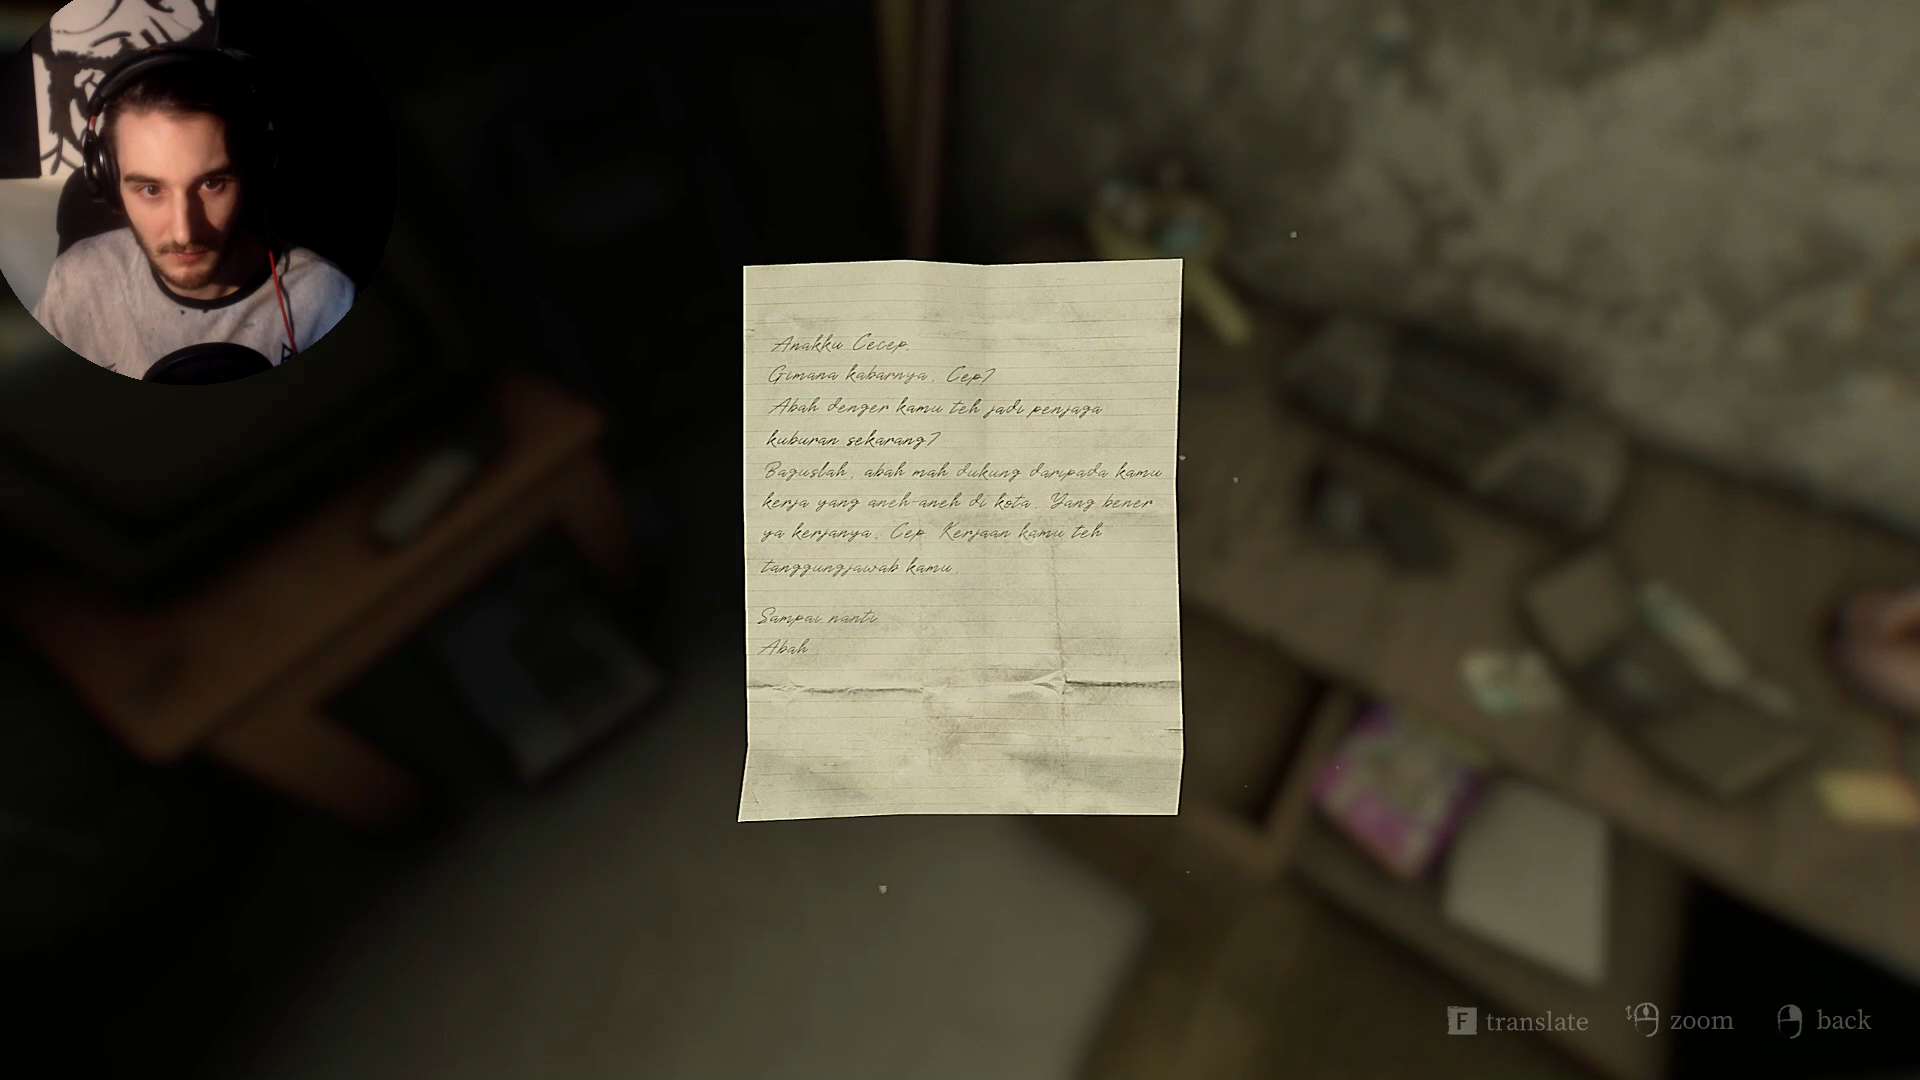 Anakku Cecep,
Gimana kabarnya, Cep?
Abah denger kamu teh jadi penjaga
kuburan sekarang?
Baguslah, abah mah dukung daripada kamu
kerja yang aneh-aneh di kota. Yang bener
ya kerjanya, Cep. Kerjaan kamu teh
tanggungjawab kamu.
Sampai nanti
Abah
F translate zoom back